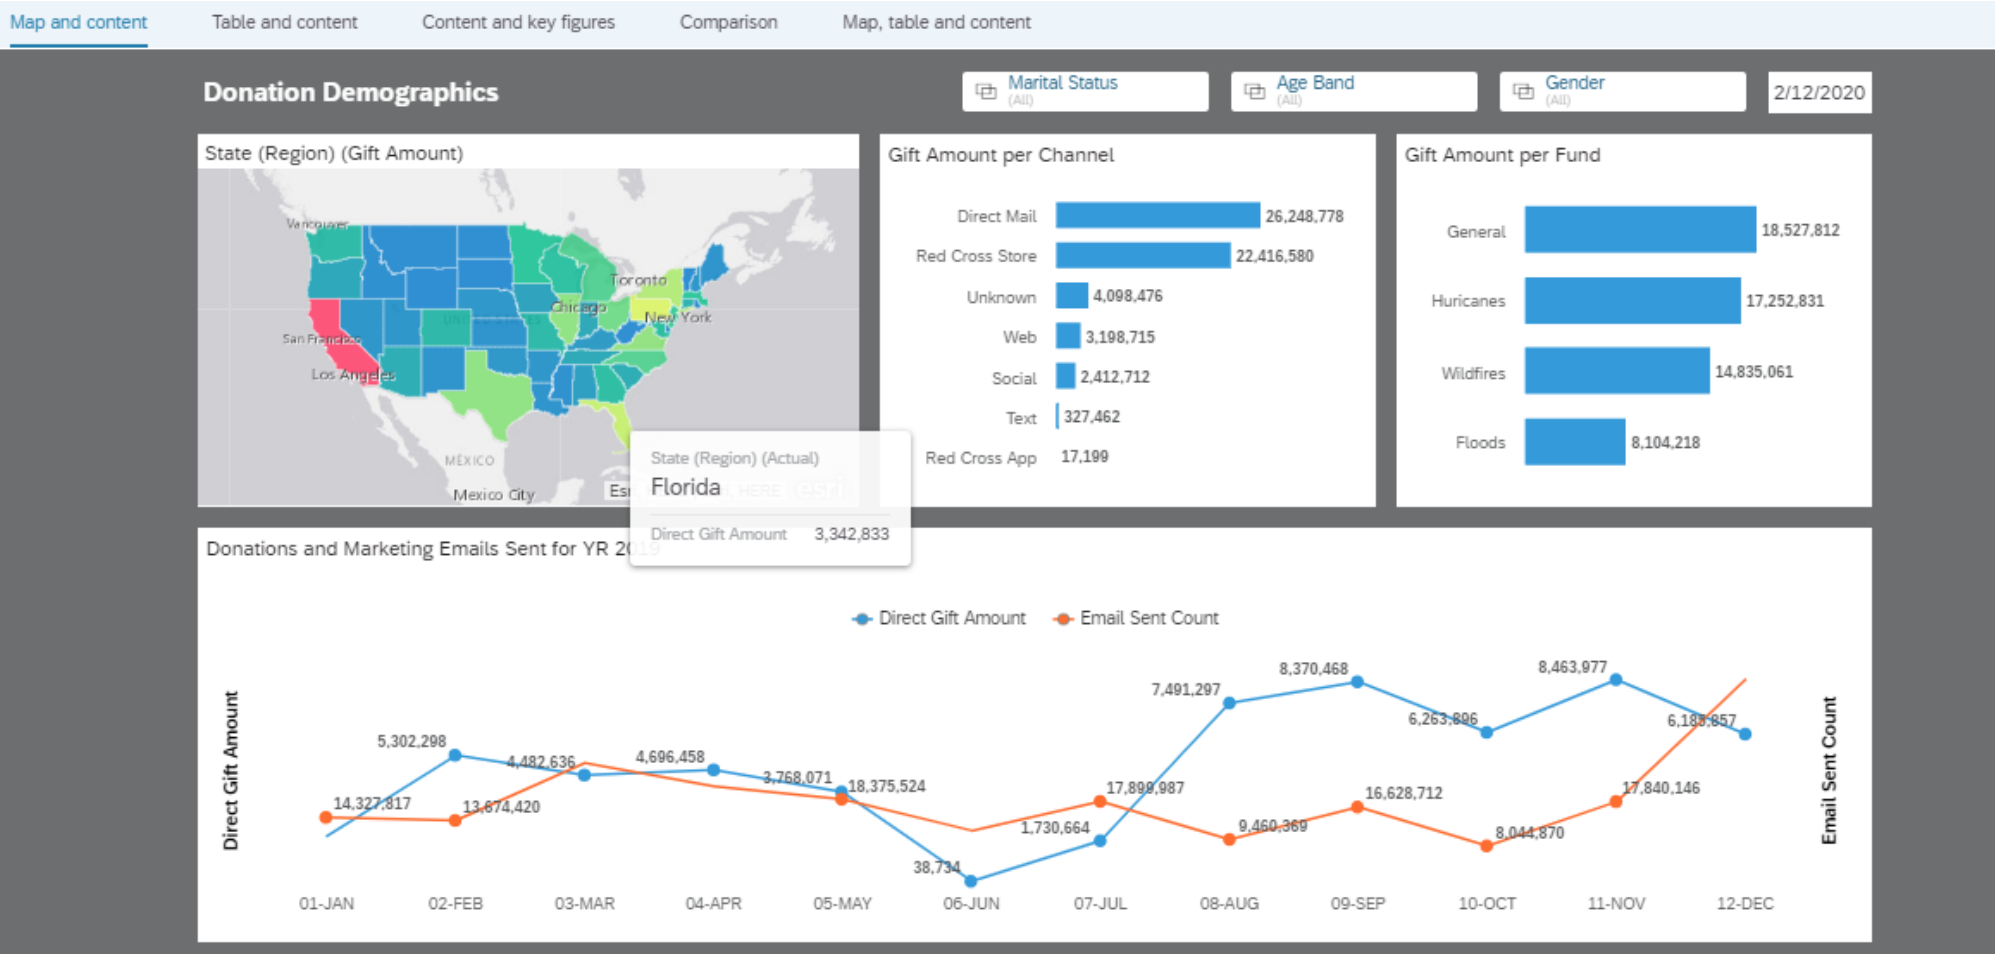 Map and content
Table and content
Content and key figures
Comparison
Map, table and content
Donation Demographics
Marital Status
(All)
Age Band
(All)
Gender
(All)
2/12/2020
State (Region) (Gift Amount)
Vancouver
Toronto
Chicago
New York
UNITED STATES
San Francisco
Los Angeles
MÉXICO
Mexico City
Esri, HERE,
esri
State (Region) (Actual)
Florida
Direct Gift Amount 3,342,833
Gift Amount per Channel
Direct Mail 26,248,778
Red Cross Store 22,416,580
Unknown 4,098,476
Web 3,198,715
Social 2,412,712
Text 327,462
Red Cross App 17,199
Gift Amount per Fund
General 18,527,812
Huricanes 17,252,831
Wildfires 14,835,061
Floods 8,104,218
Donations and Marketing Emails Sent for YR 2019
Direct Gift Amount Email Sent Count
Direct Gift Amount
14,327,817
5,302,298
13,674,420
4,482,636
4,696,458
3,768,071
18,375,524
38,734
1,730,664
17,899,987
7,491,297
9,460,369
8,370,468
16,628,712
6,263,896
8,044,870
8,463,977
17,840,146
6,183,857
Email Sent Count
01-JAN 02-FEB 03-MAR 04-APR 05-MAY 06-JUN 07-JUL 08-AUG 09-SEP 10-OCT 11-NOV 12-DEC